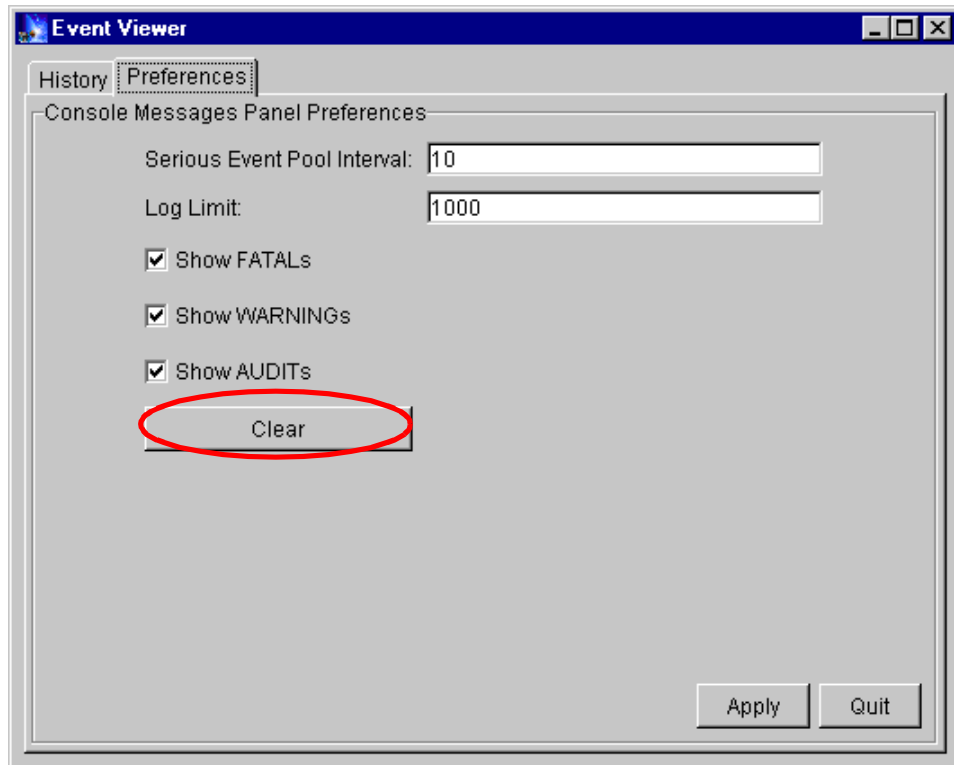 Event Viewer
History Preferences
Console Messages Panel Preferences
Serious Event Pool Interval: 10
Log Limit: 1000
Show FATALs
Show WARNINGs
Show AUDITs
Clear
Apply Quit